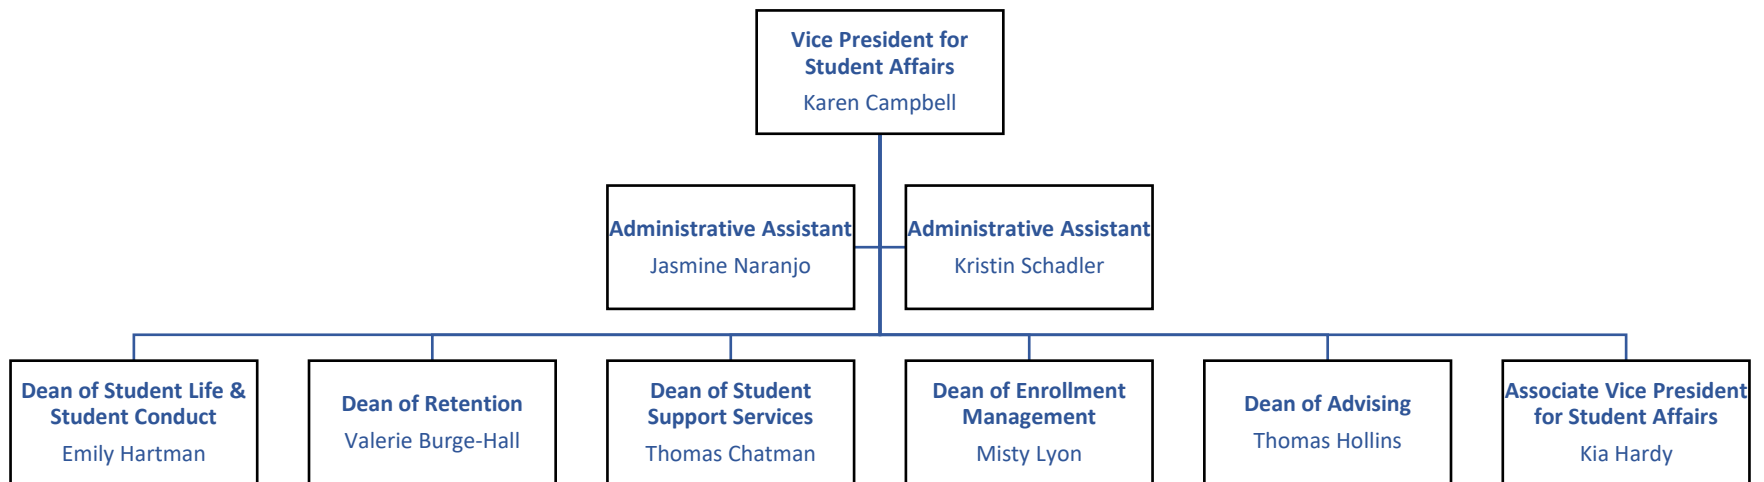 Vice President for
Student Affairs
Karen Campbell
Administrative Assistant
Jasmine Naranjo
Administrative Assistant
Kristin Schadler
Dean of Student Life &
Student Conduct
Emily Hartman
Dean of Retention
Valerie Burge-Hall
Dean of Student
Support Services
Thomas Chatman
Dean of Enrollment
Management
Misty Lyon
Dean of Advising
Thomas Hollins
Associate Vice President
for Student Affairs
Kia Hardy